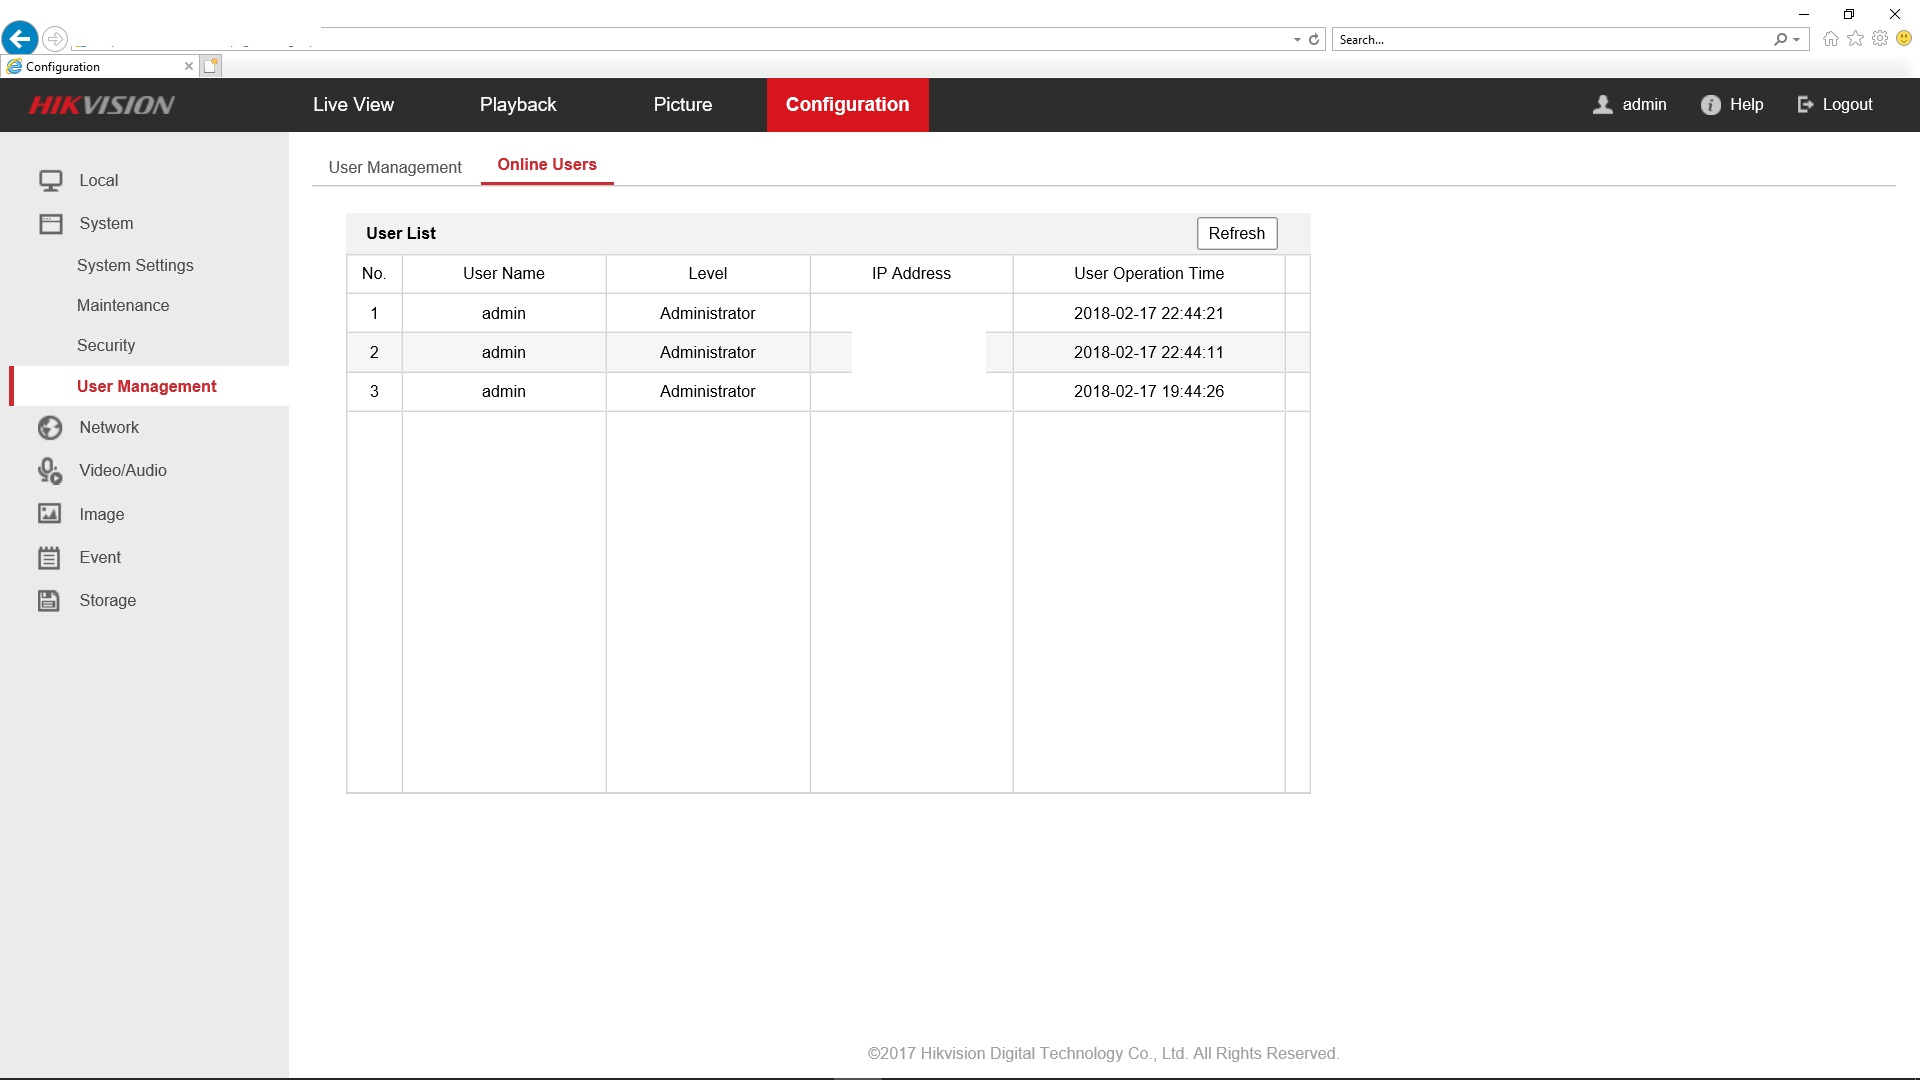 Search...
Configuration
HIKVISION
Live View
Playback
Picture
Configuration
admin
Help
Logout
Local
System
System Settings
Maintenance
Security
User Management
Network
Video/Audio
Image
Event
Storage
User Management
Online Users
User List
Refresh
No. User Name Level IP Address User Operation Time
1 admin Administrator 2018-02-17 22:44:21
2 admin Administrator 2018-02-17 22:44:11
3 admin Administrator 2018-02-17 19:44:26
©2017 Hikvision Digital Technology Co., Ltd. All Rights Reserved.